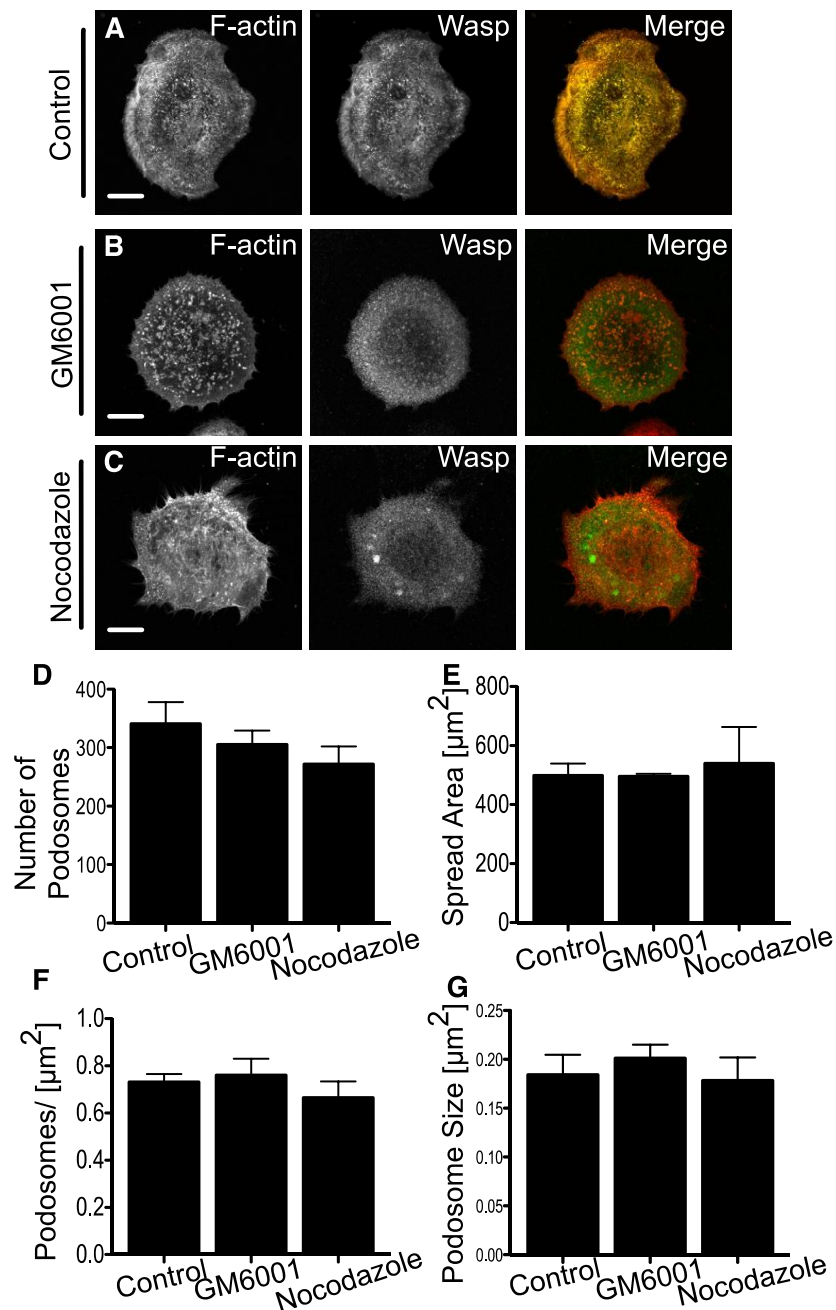 A F-actin Wasp Merge
Control
B F-actin Wasp Merge
GM6001
C F-actin Wasp Merge
Nocodazole
D
Number of
Podosomes
400
300
200
100
0
Control GM6001 Nocodazole
E
Spread Area [µm²]
800
600
400
200
0
Control GM6001 Nocodazole
F
Podosomes/ [µm²]
1.0
0.8
0.6
0.4
0.2
0.0
Control GM6001 Nocodazole
G
Podosome Size [µm²]
0.25
0.20
0.15
0.10
0.05
0.00
Control GM6001 Nocodazole